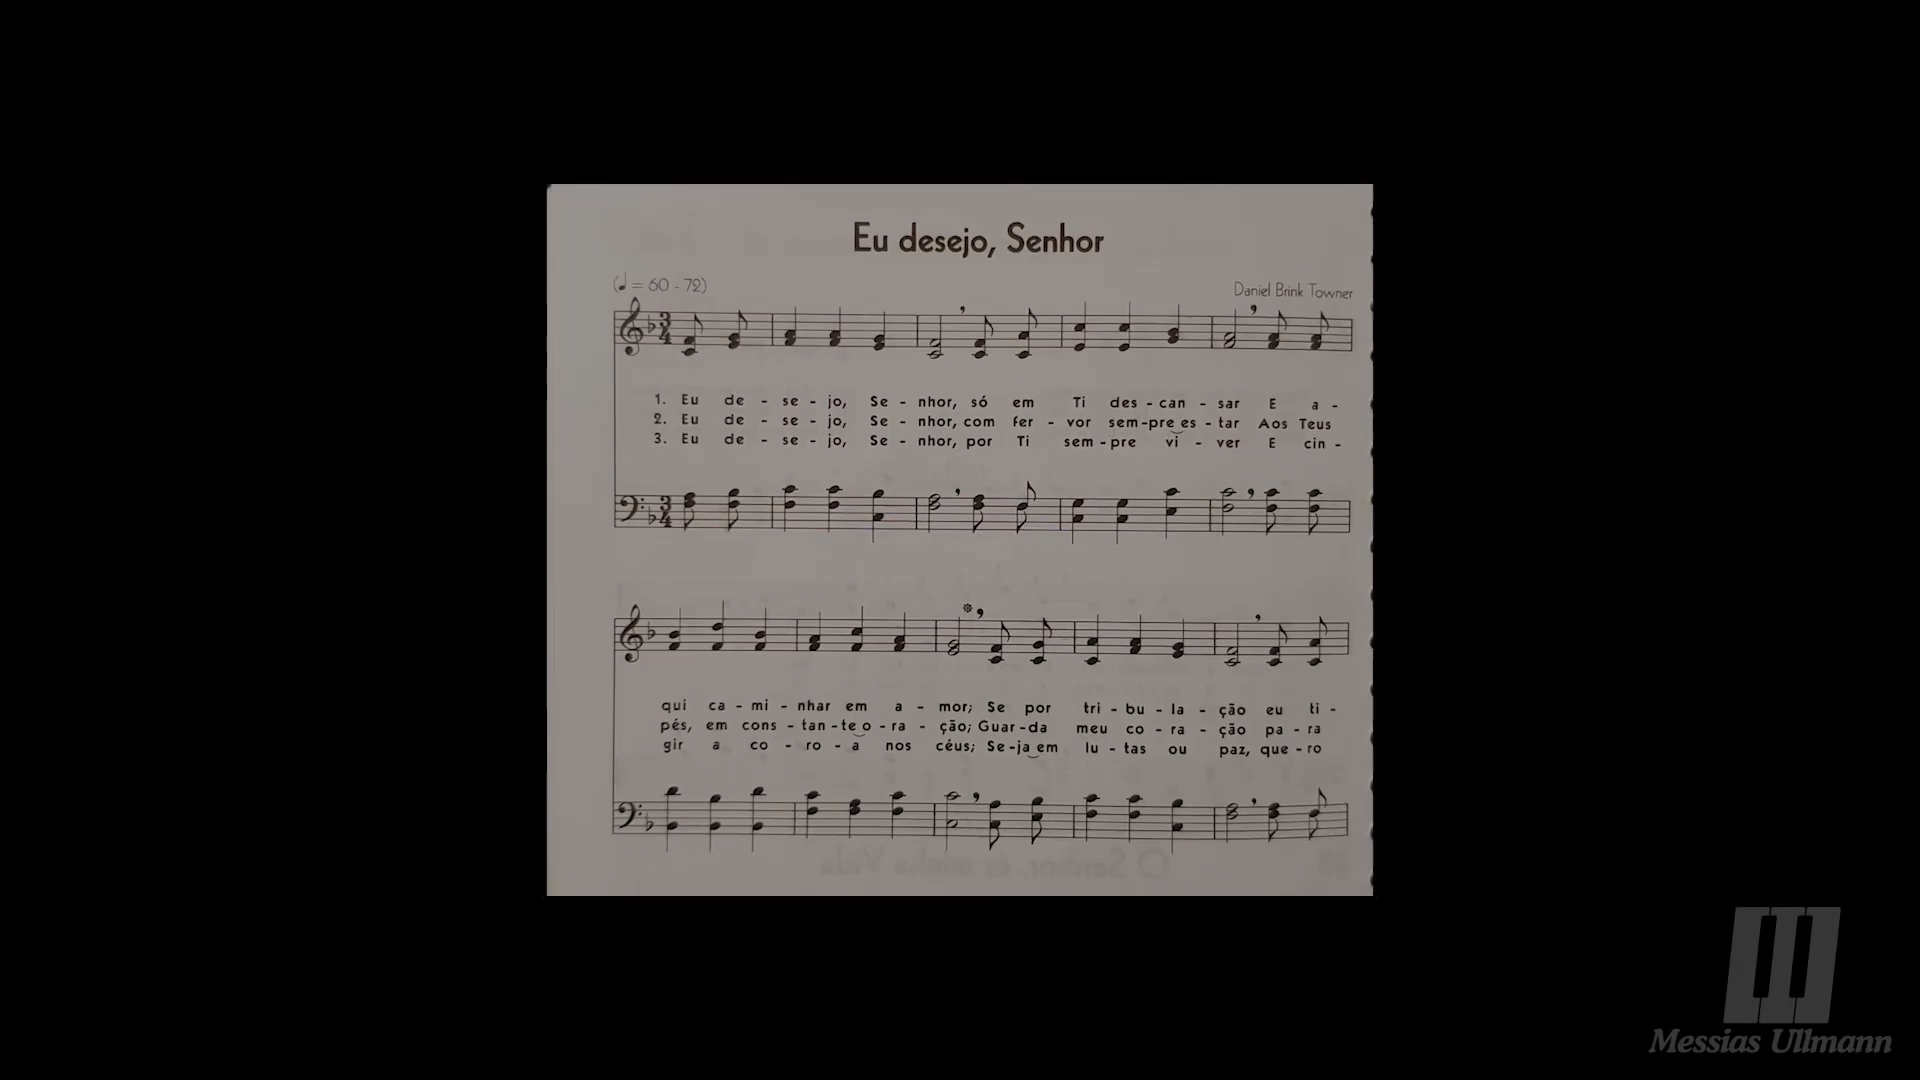 Eu desejo, Senhor
(♩ = 60 - 72)
Daniel Brink Towner
1. Eu de - se - jo, Se - nhor, só em Ti des - can - sar E a -
2. Eu de - se - jo, Se - nhor, com fer - vor sem - pre es - tar Aos Teus
3. Eu de - se - jo, Se - nhor, por Ti sem - pre vi - ver E cin -
qui ca - mi - nhar em a - mor; Se por tri - bu - la - ção eu ti -
pés, em cons - tan - te o - ra - ção; Guar - da meu co - ra - ção pa - ra
gir a co - ro - a nos céus; Se - ja em lu - tas ou paz, que - ro
O Senhor, és minha Vida
Messias Ullmann